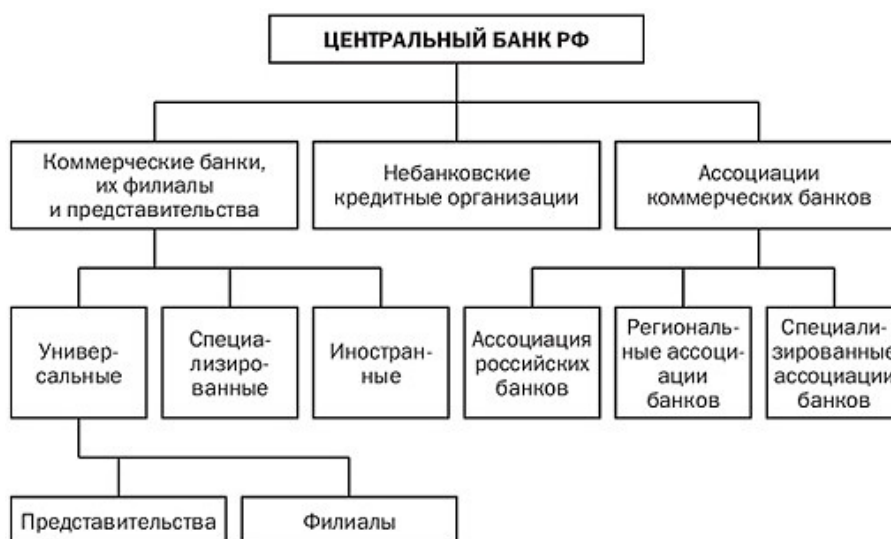 ЦЕНТРАЛЬНЫЙ БАНК РФ
Коммерческие банки,
их филиалы
и представительства
Небанковские
кредитные организации
Ассоциации
коммерческих банков
Универ-
сальные
Специа-
лизиро-
ванные
Иностран-
ные
Ассоциация
российских
банков
Региональ-
ные ассоци-
ации
банков
Специали-
зированные
ассоциации
банков
Представительства
Филиалы